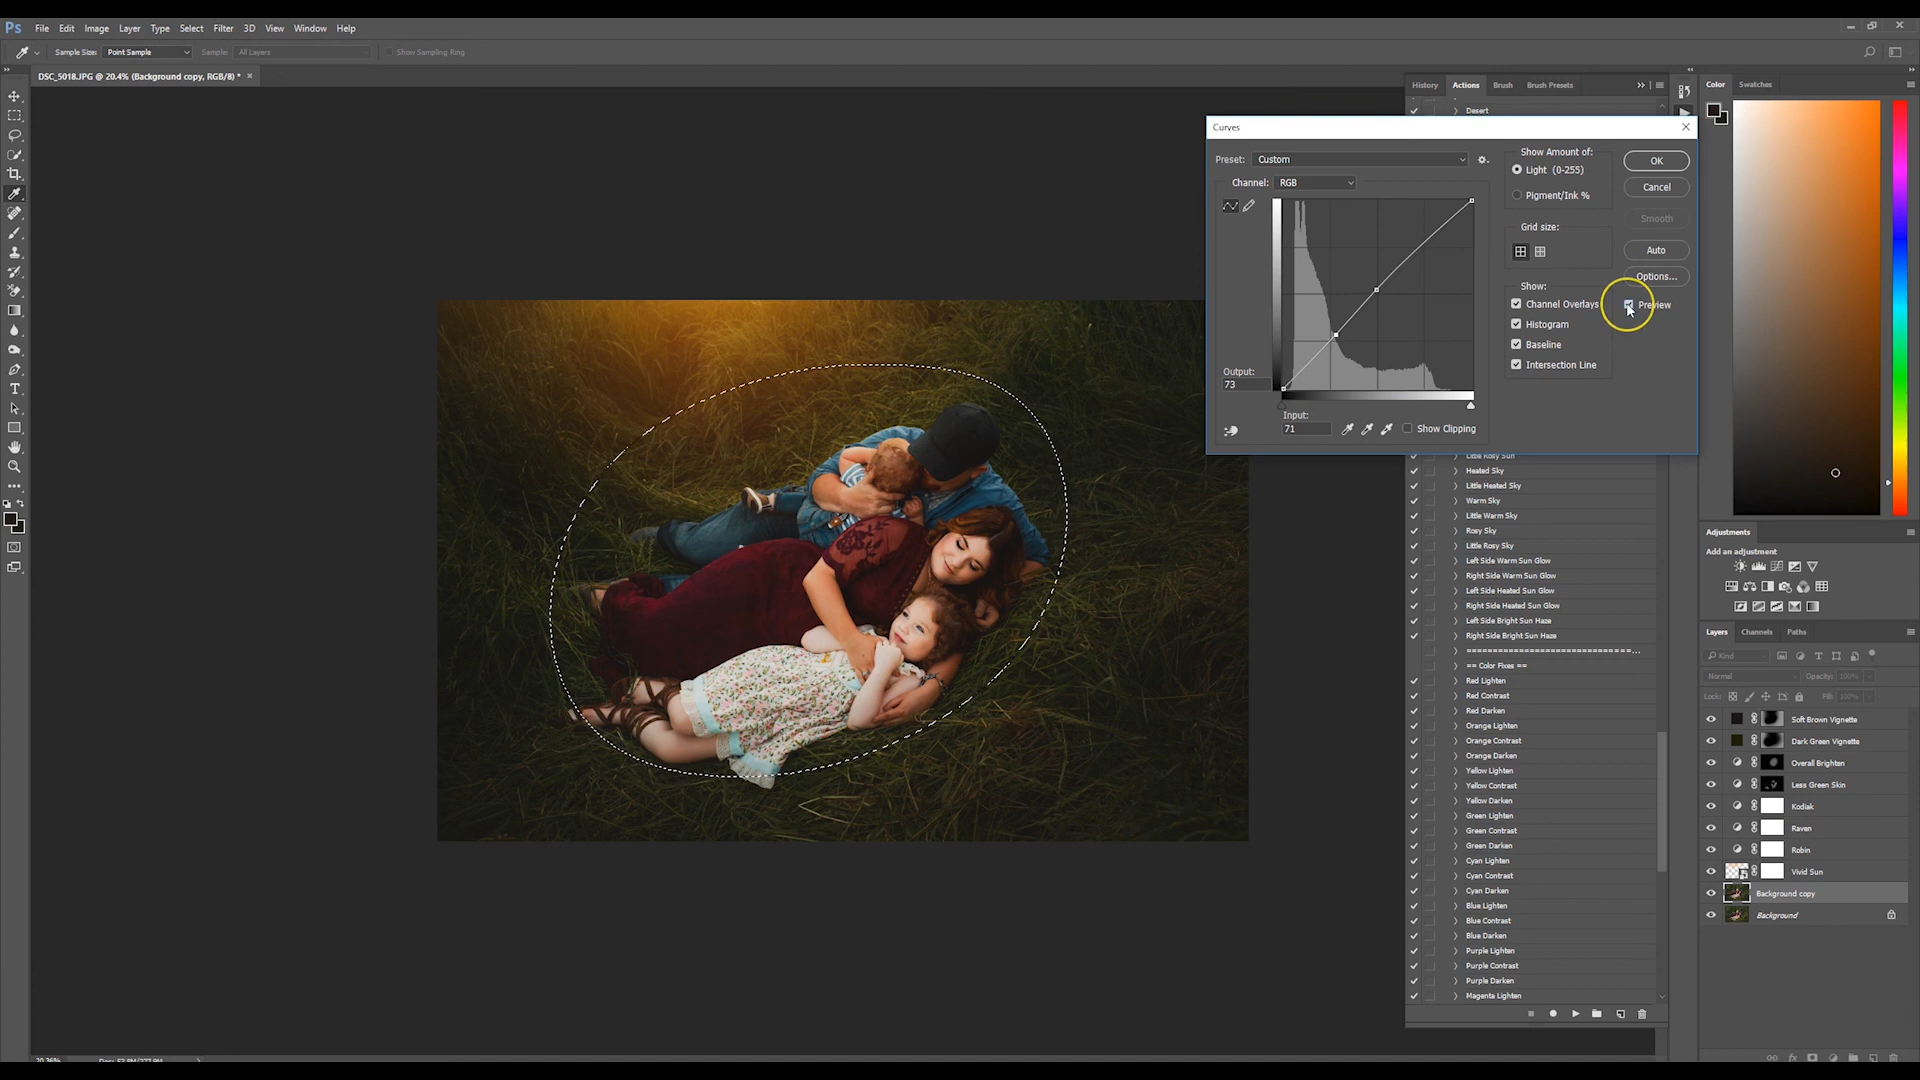 Ps File Edit Image Layer Type Select Filter 3D View Window Help
Sample Size: Point Sample Sample: All Layers Show Sampling Ring
DSC_5018.JPG @ 20.4% (Background copy, RGB/8) *
History Actions Brush Brush Presets
Desert
Curves
Preset: Custom
Channel: RGB
Output:
73
Input:
71
Show Clipping
Show Amount of:
Light (0-255)
Pigment/Ink %
Grid size:
Show:
Channel Overlays
Histogram
Baseline
Intersection Line
OK
Cancel
Smooth
Auto
Options...
Preview
Little Rosy Sun
Heated Sky
Little Heated Sky
Warm Sky
Little Warm Sky
Rosy Sky
Little Rosy Sky
Left Side Warm Sun Glow
Right Side Warm Sun Glow
Left Side Heated Sun Glow
Right Side Heated Sun Glow
Left Side Bright Sun Haze
Right Side Bright Sun Haze
================================...
== Color Fixes ==
Red Lighten
Red Contrast
Red Darken
Orange Lighten
Orange Contrast
Orange Darken
Yellow Lighten
Yellow Contrast
Yellow Darken
Green Lighten
Green Contrast
Green Darken
Cyan Lighten
Cyan Contrast
Cyan Darken
Blue Lighten
Blue Contrast
Blue Darken
Purple Lighten
Purple Contrast
Purple Darken
Magenta Lighten
Color Swatches
Adjustments
Add an adjustment
Layers Channels Paths
Kind
Normal Opacity: 100%
Lock: Fill: 100%
Soft Brown Vignette
Dark Green Vignette
Overall Brighten
Less Green Skin
Kodiak
Raven
Robin
Vivid Sun
Background copy
Background
fx